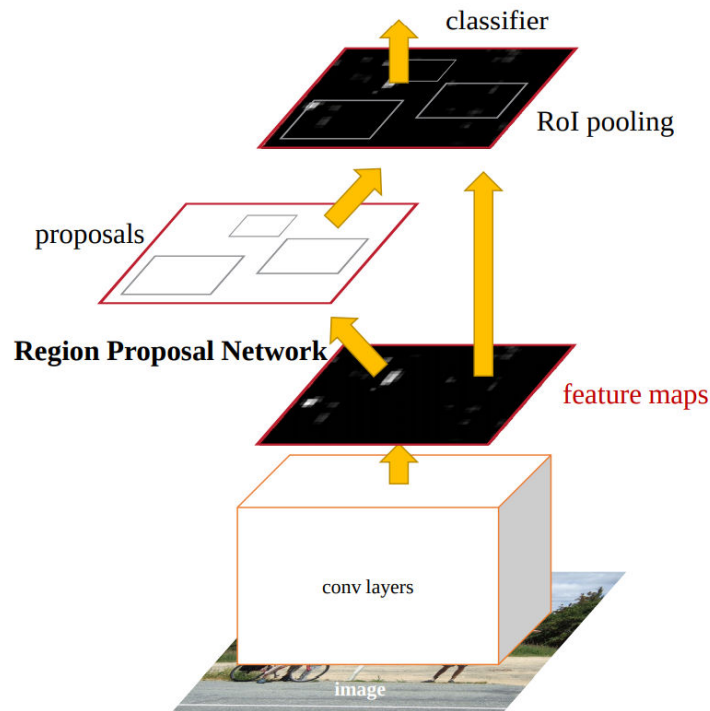 classifier
RoI pooling
proposals
Region Proposal Network
feature maps
conv layers
image